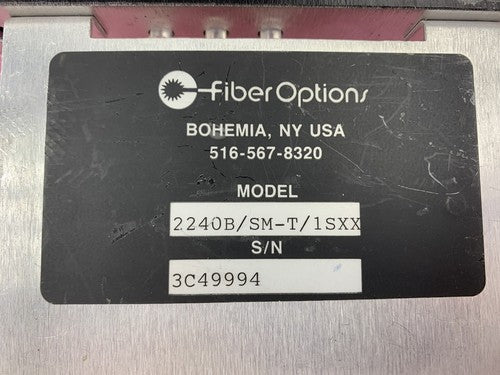 fiberOptions
BOHEMIA, NY USA
516-567-8320
MODEL
2240B/SM-T/1SXX
S/N
3C49994